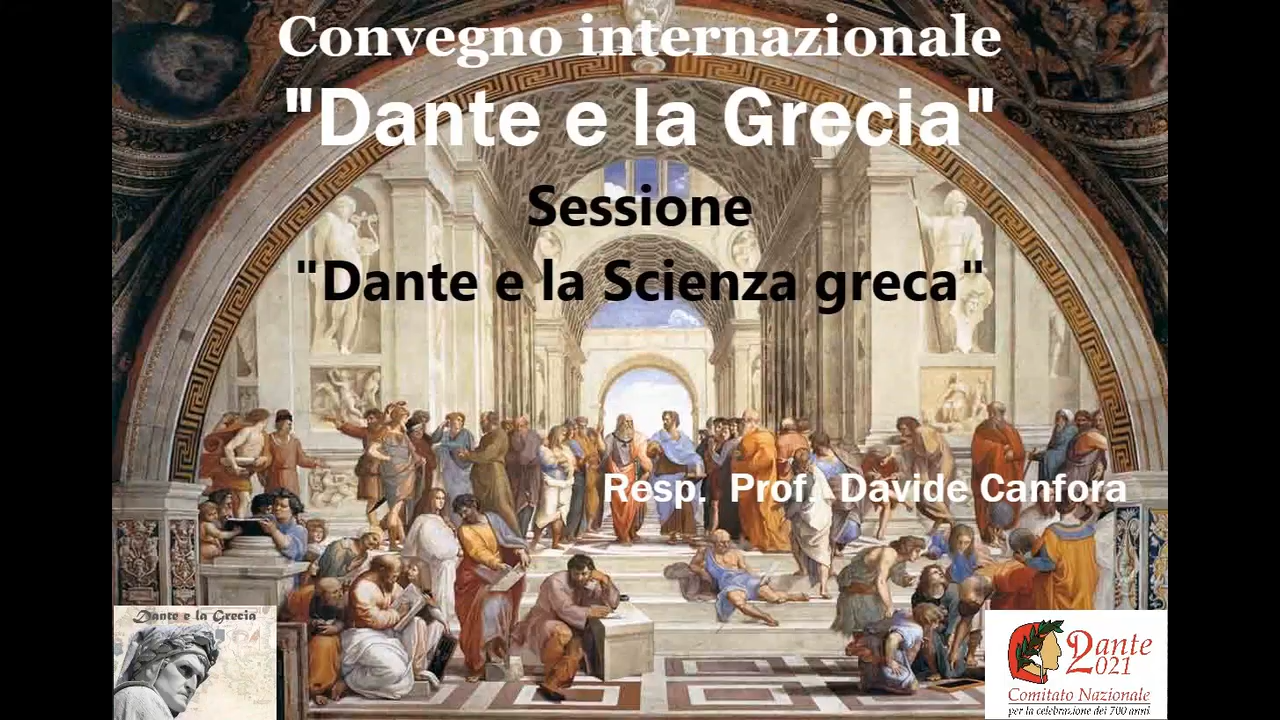 Convegno internazionale
"Dante e la Grecia"
Sessione
"Dante e la Scienza greca"
Resp. Prof. Davide Canfora
Dante e la Grecia
Dante
2021
Comitato Nazionale
per la celebrazione dei 700 anni